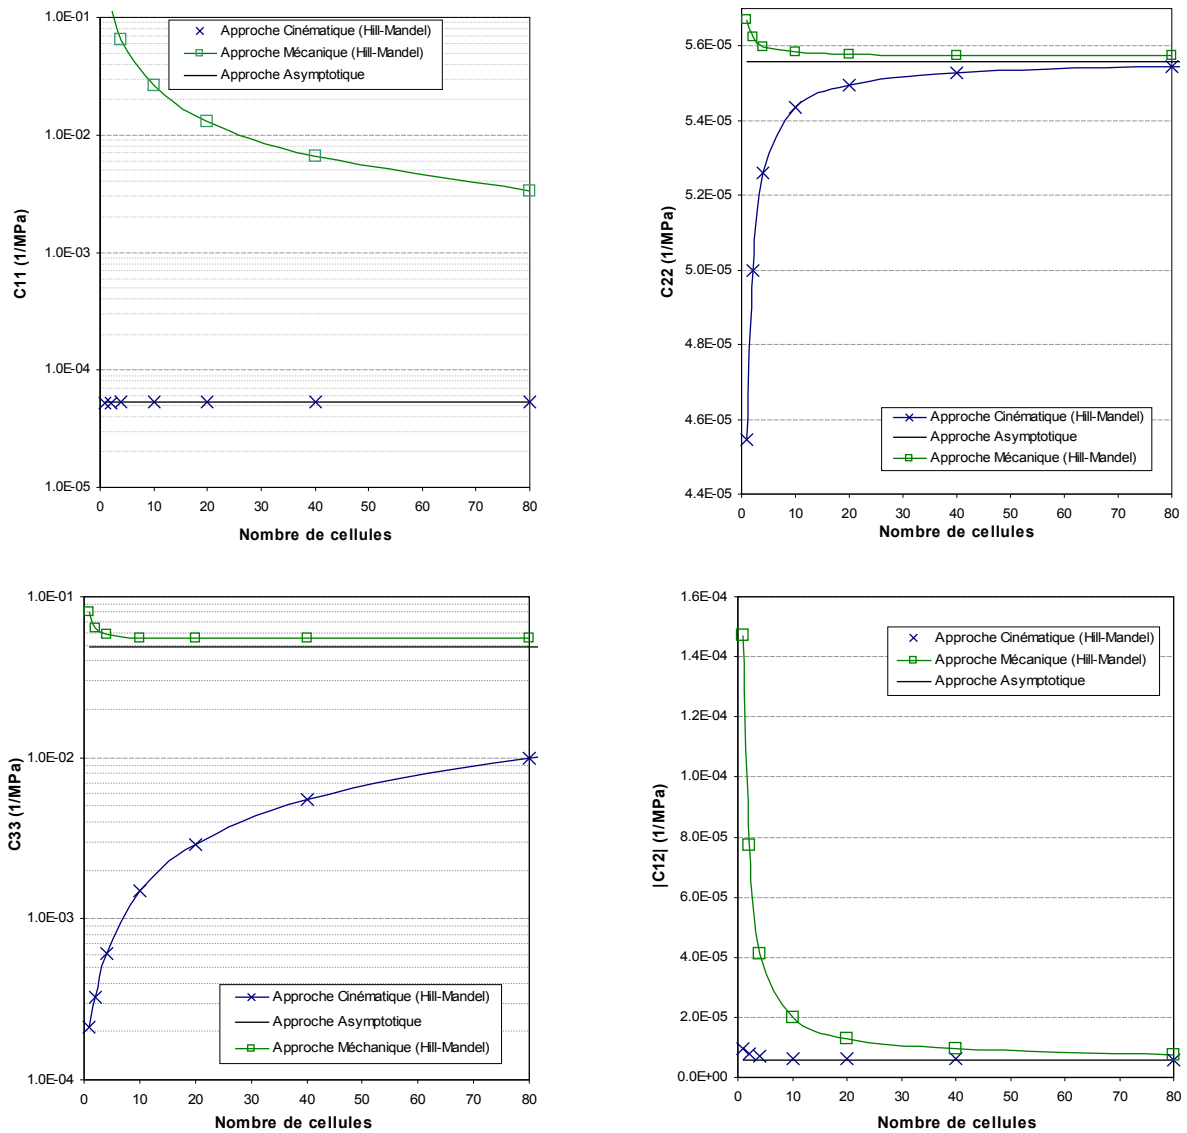 1.0E-01
1.0E-02
1.0E-03
1.0E-04
1.0E-05
C11 (1/MPa)
Approche Cinématique (Hill-Mandel)
Approche Mécanique (Hill-Mandel)
Approche Asymptotique
0 10 20 30 40 50 60 70 80
Nombre de cellules
5.6E-05
5.4E-05
5.2E-05
5.0E-05
4.8E-05
4.6E-05
4.4E-05
C22 (1/MPa)
Approche Cinématique (Hill-Mandel)
Approche Asymptotique
Approche Mécanique (Hill-Mandel)
0 10 20 30 40 50 60 70 80
Nombre de cellules
1.0E-01
1.0E-02
1.0E-03
1.0E-04
C33 (1/MPa)
Approche Cinématique (Hill-Mandel)
Approche Asymptotique
Approche Méchanique (Hill-Mandel)
0 10 20 30 40 50 60 70 80
Nombre de cellules
1.6E-04
1.4E-04
1.2E-04
1.0E-04
8.0E-05
6.0E-05
4.0E-05
2.0E-05
0.0E+00
|C12| (1/MPa)
Approche Cinématique (Hill-Mandel)
Approche Mécanique (Hill-Mandel)
Approche Asymptotique
0 10 20 30 40 50 60 70 80
Nombre de cellules